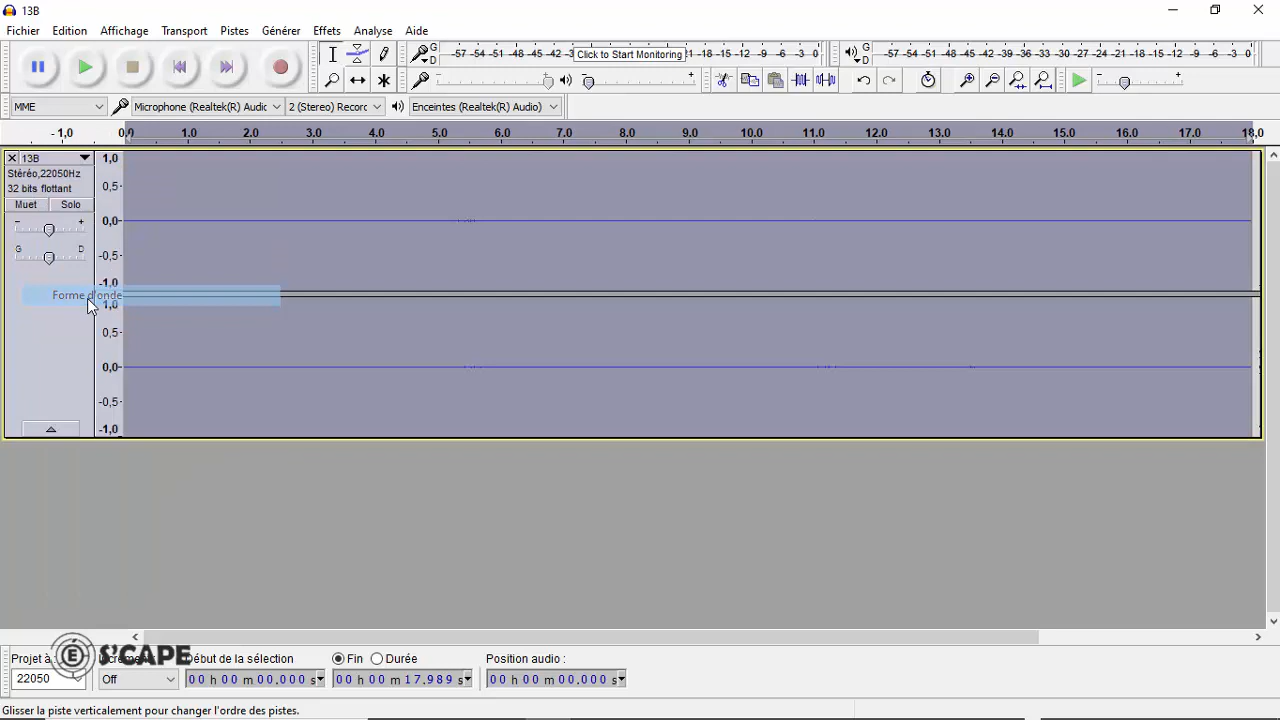 13B
Fichier Edition Affichage Transport Pistes Générer Effets Analyse Aide
G D -57 -54 -51 -48 -45 -42 -3 Click to Start Monitoring -21 -18 -15 -12 -9 -6 -3 0
G D -57 -54 -51 -48 -45 -42 -39 -36 -33 -30 -27 -24 -21 -18 -15 -12 -9 -6 -3 0
MME Microphone (Realtek(R) Audic 2 (Stereo) Recorc Enceintes (Realtek(R) Audio)
- 1,0 0,0 1.0 2.0 3.0 4.0 5.0 6.0 7.0 8.0 9.0 10.0 11.0 12.0 13.0 14.0 15.0 16.0 17.0 18.0
13B 1,0
Stéréo,22050Hz
32 bits flottant 0,5
Muet Solo
- + 0,0
G D -0,5
-1,0
Forme d'onde
1,0
0,5
0,0
-0,5
-1,0
S'CAPE
Projet à Début de la sélection Fin Durée Position audio :
22050 Off 00 h 00 m 00.000 s 00 h 00 m 17.989 s 00 h 00 m 00.000 s
Glisser la piste verticalement pour changer l'ordre des pistes.